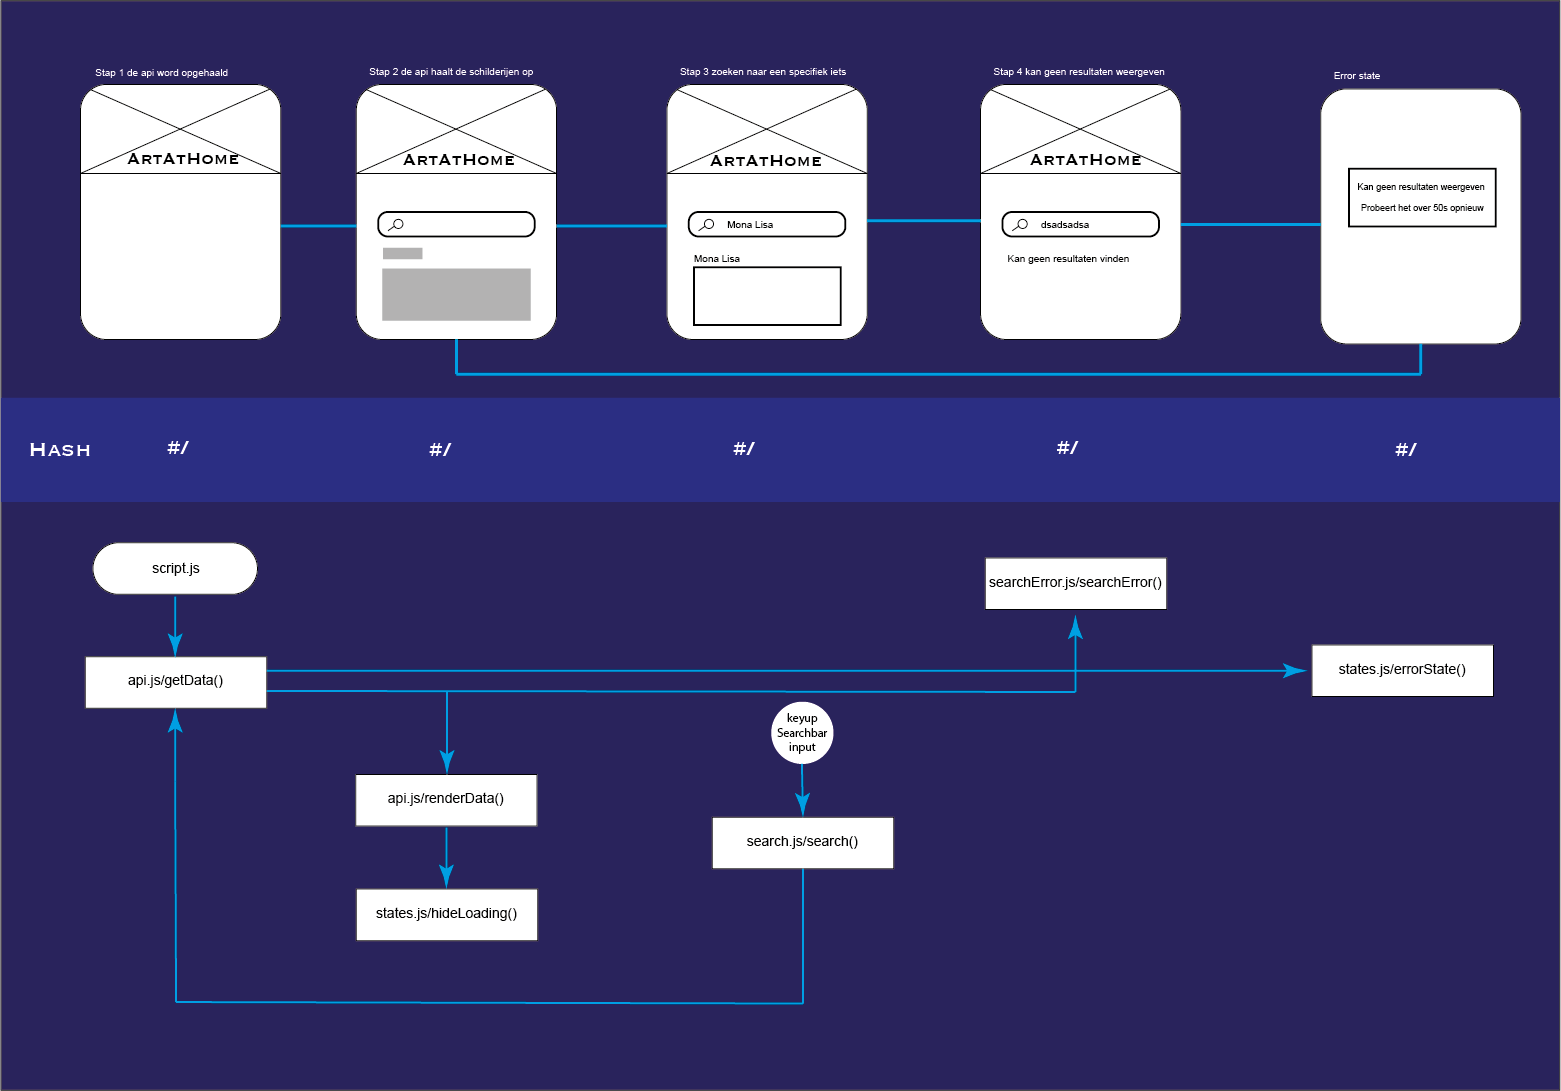 Stap 1 de api word opgehaald
Stap 2 de api haalt de schilderijen op
Stap 3 zoeken naar een specifiek iets
Stap 4 kan geen resultaten weergeven
Error state
ArtAtHome
ArtAtHome
ArtAtHome
ArtAtHome
Kan geen resultaten weergeven
Probeert het over 50s opnieuw
Mona Lisa
dsadsadsa
Mona Lisa
Kan geen resultaten vinden
Hash
#/
#/
#/
#/
#/
script.js
searchError.js/searchError()
api.js/getData()
states.js/errorState()
keyup
Searchbar
input
api.js/renderData()
search.js/search()
states.js/hideLoading()